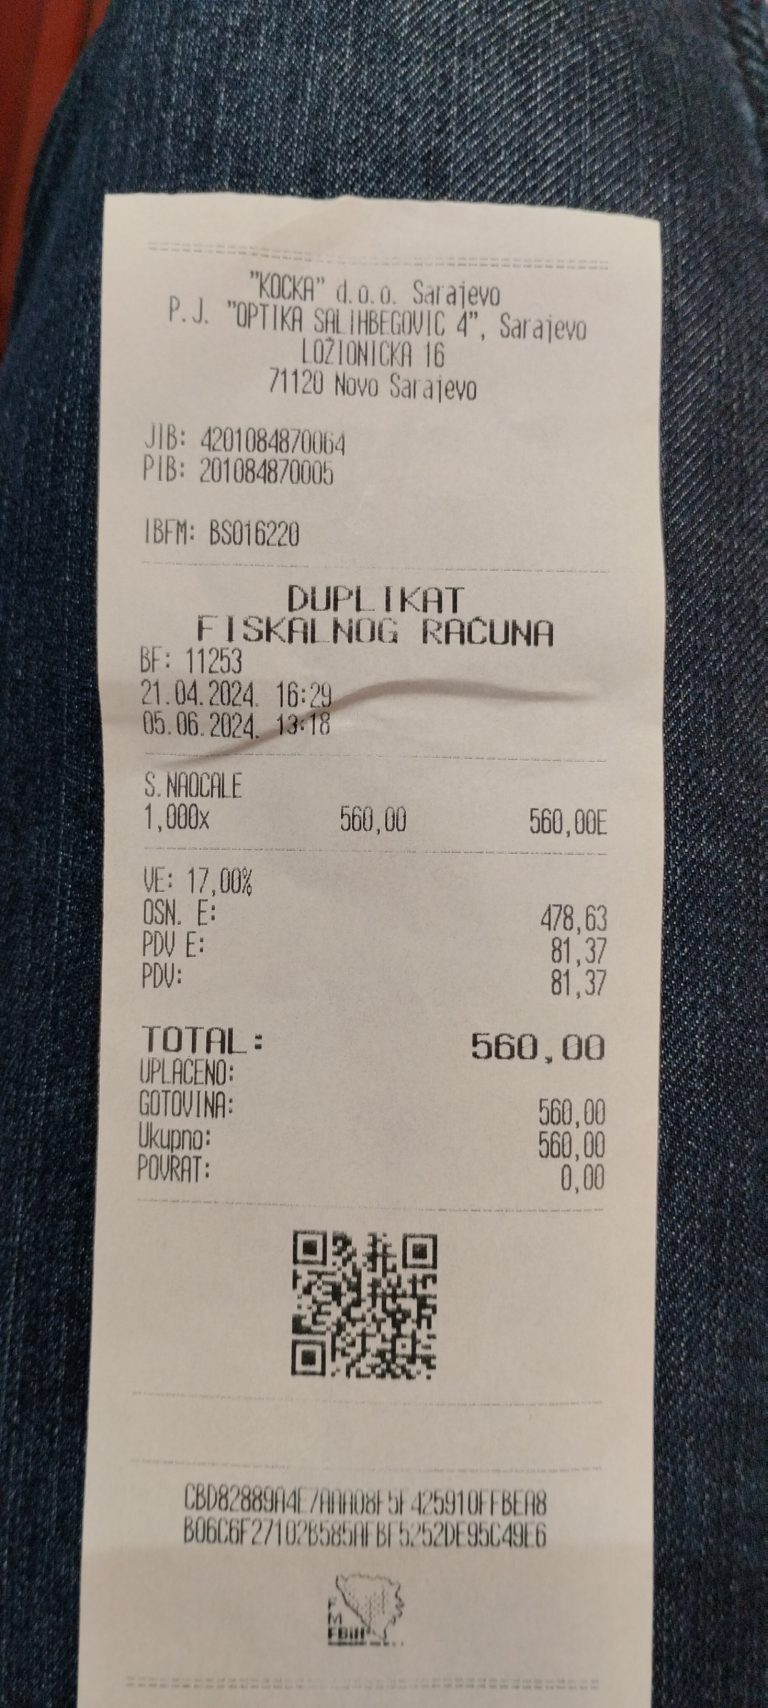 "KOCKA" d.o.o. Sarajevo
P.J. "OPTIKA SALIHBEGOVIC 4", Sarajevo
LOŽIONICKA 16
71120 Novo Sarajevo
JIB: 4201084870064
PIB: 201084870005
IBFM: BS016220
DUPLIKAT
FISKALNOG RAČUNA
BF: 11253
21.04.2024. 16:29
05.06.2024. 13:18
S.NAOCALE
1,000x 560,00 560,00E
VE: 17,00%
OSN. E: 478,63
PDV E: 81,37
PDV: 81,37
TOTAL: 560,00
UPLACENO:
GOTOVINA: 560,00
Ukupno: 560,00
POVRAT: 0,00
CBD82889A4E7AAA08F5F425910FFBEA8
B06C6F27102B585AFBF5252DE95C49E6
FM
FBiH